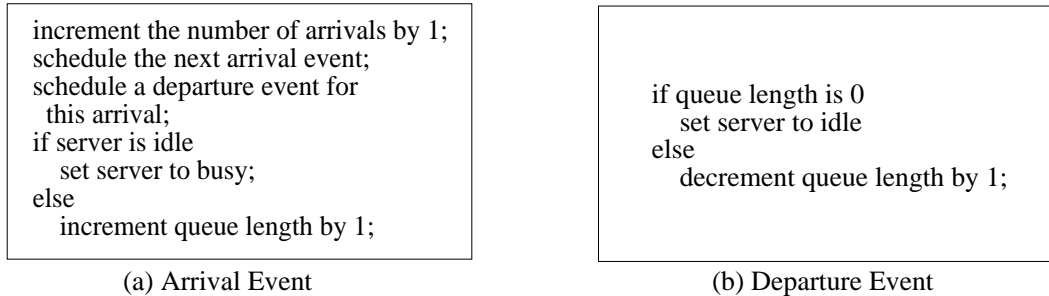 increment the number of arrivals by 1;
schedule the next arrival event;
schedule a departure event for
this arrival;
if server is idle
set server to busy;
else
increment queue length by 1;
(a) Arrival Event
if queue length is 0
set server to idle
else
decrement queue length by 1;
(b) Departure Event